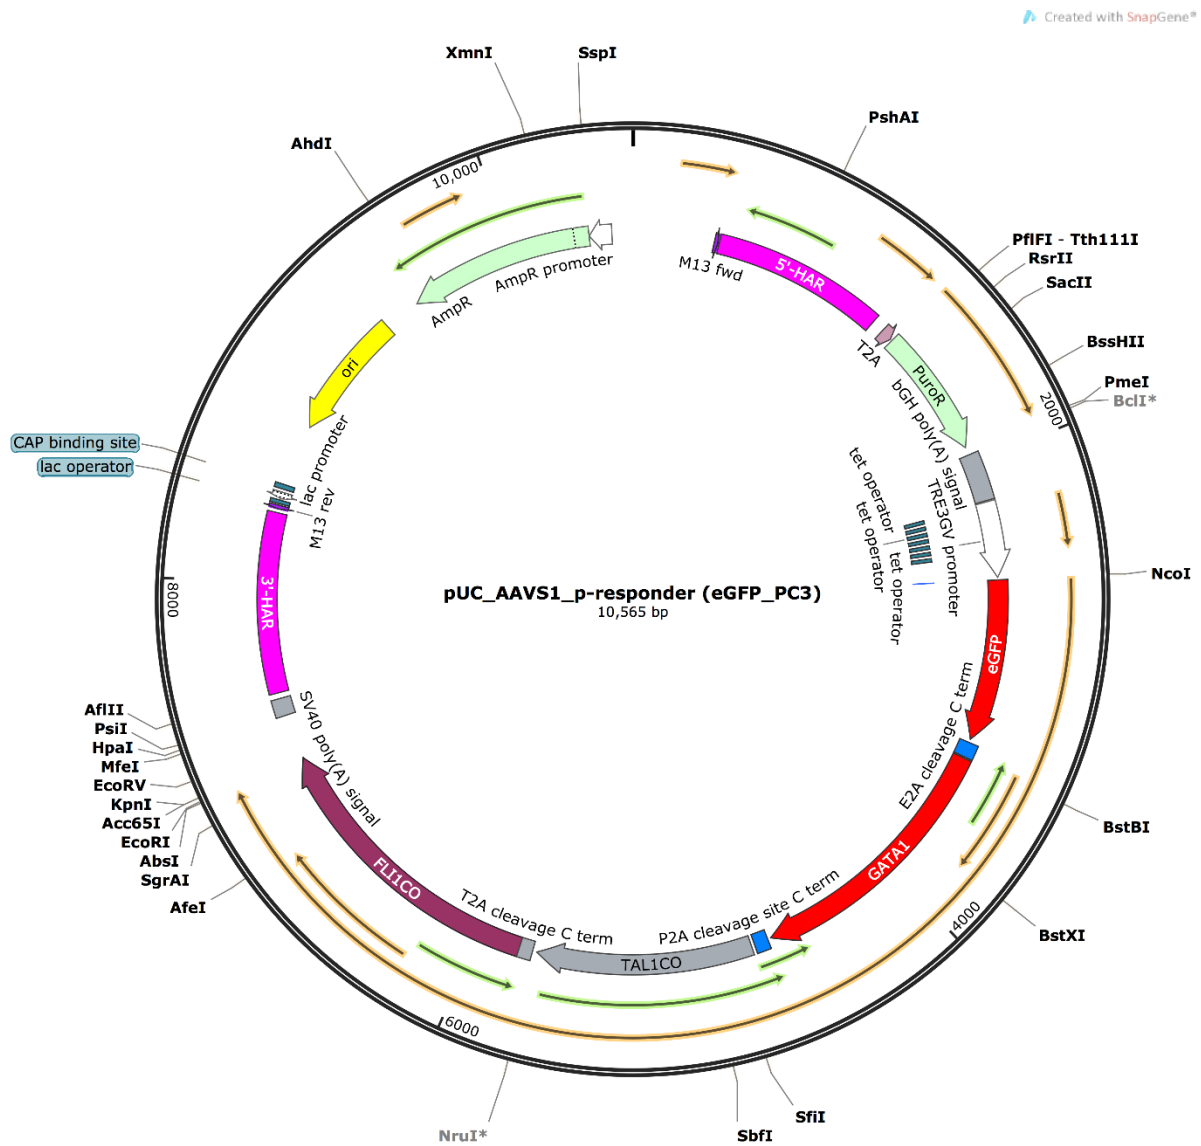 Created with SnapGene®
XmnI
SspI
AhdI
PshAI
10,000
PflFI - Tth111I
RsrII
SacII
BssHII
PmeI
BclI*
2000
M13 fwd
5'-HAR
AmpR promoter
AmpR
T2A
PuroR
ori
bGH poly(A) signal
CAP binding site
lac operator
lac promoter
M13 rev
TRE3GV promoter
tet operator
tet operator
tet operator
NcoI
8000
3'-HAR
pUC_AAVS1_p-responder (eGFP_PC3)
10,565 bp
eGFP
E2A cleavage C term
AflII
PsiI
HpaI
MfeI
EcoRV
KpnI
Acc65I
EcoRI
AbsI
SgrAI
AfeI
SV40 poly(A) signal
BstBI
GATA1
FLI1CO
T2A cleavage C term
P2A cleavage site C term
TAL1CO
4000
BstXI
6000
NruI*
SbfI
SfiI